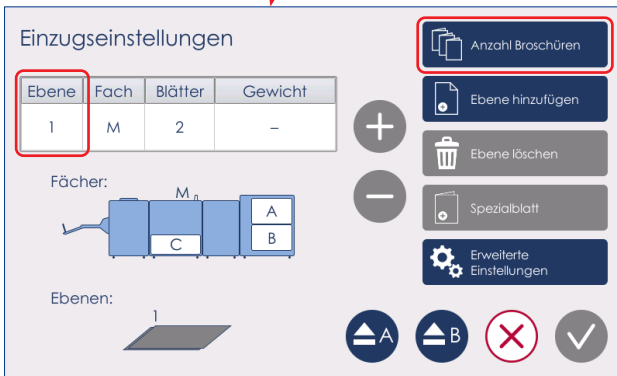 Einzugseinstellungen
Anzahl Broschüren
Ebene Fach Blätter Gewicht
1 M 2 –
Ebene hinzufügen
Ebene löschen
Fächer:
M
A
B
C
Spezialblatt
Erweiterte
Einstellungen
Ebenen:
1
A
B